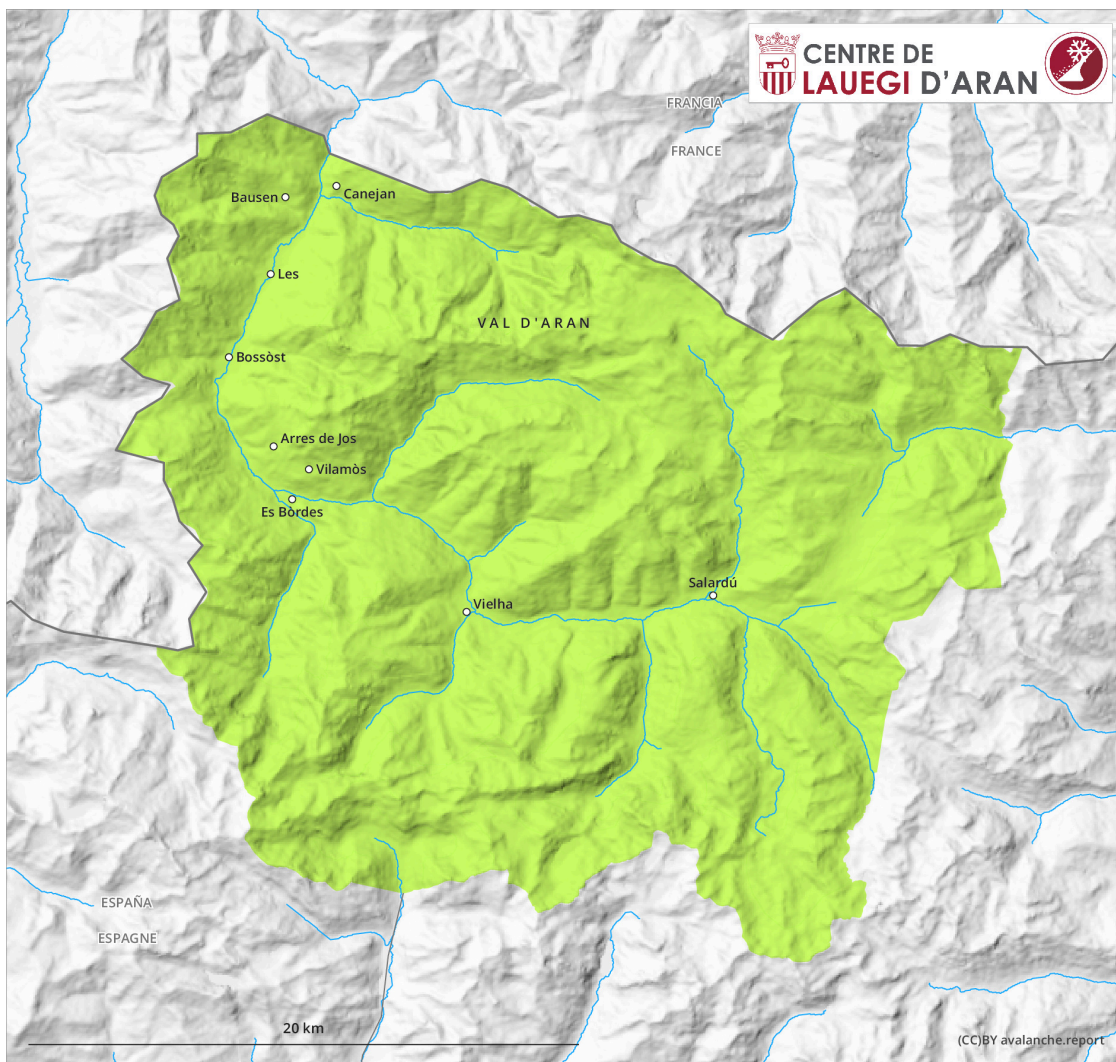 CENTRE DE
LAUEGI D'ARAN
FRANCIA
FRANCE
Bausen
Canejan
Les
VAL D'ARAN
Bossòst
Arres de Jos
Vilamòs
Es Bòrdes
Salardú
Vielha
ESPAÑA
ESPAGNE
20 km
(CC)BY avalanche.report